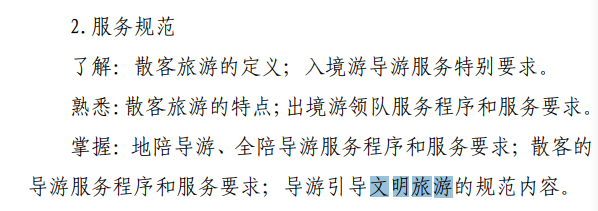 2.服务规范
了解：散客旅游的定义；入境游导游服务特别要求。
熟悉:散客旅游的特点;出境游领队服务程序和服务要求。
掌握：地陪导游、全陪导游服务程序和服务要求；散客的
导游服务程序和服务要求；导游引导文明旅游的规范内容。